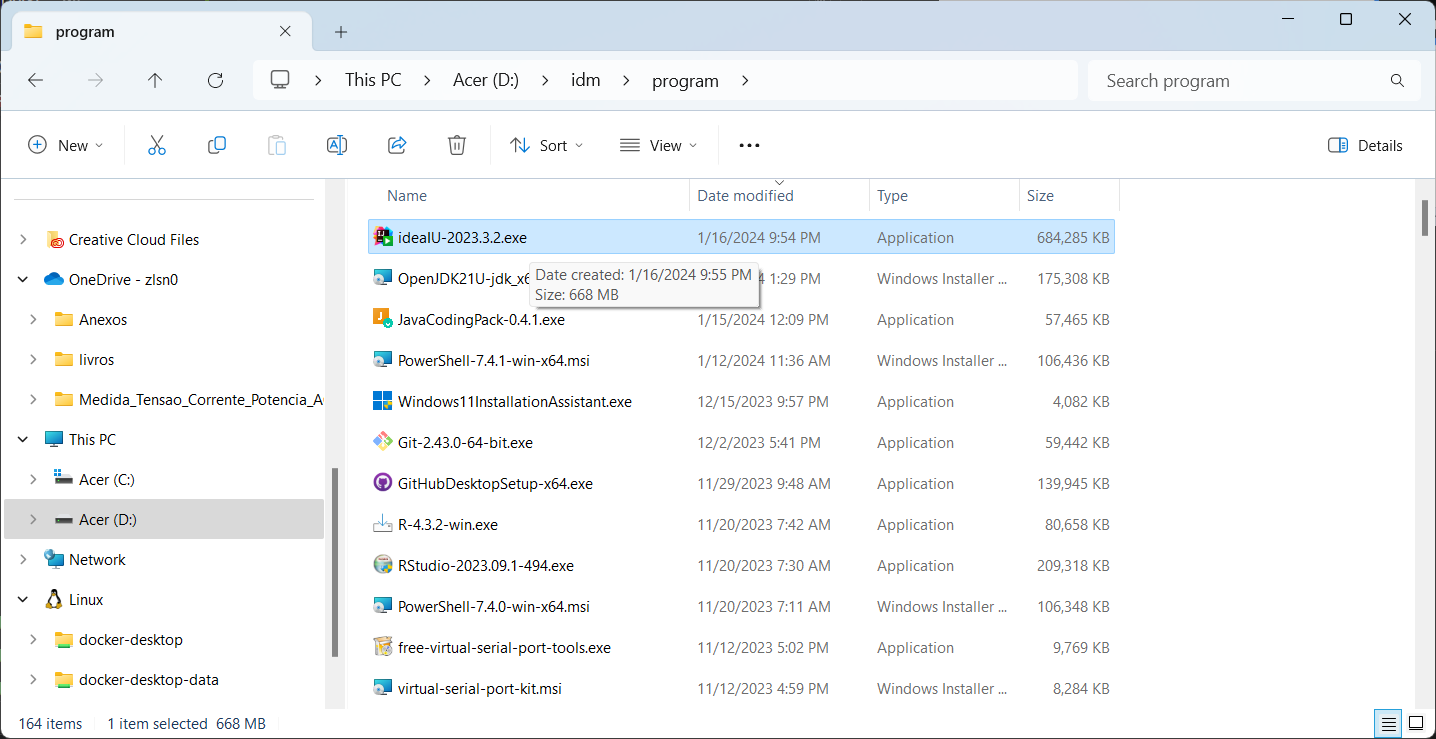 program
This PC
Acer (D:)
idm
program
Search program
New
Sort
View
Details
Creative Cloud Files
OneDrive - zlsn0
Anexos
livros
Medida_Tensao_Corrente_Potencia_A
This PC
Acer (C:)
Acer (D:)
Network
Linux
docker-desktop
docker-desktop-data
Name Date modified Type Size
ideaIU-2023.3.2.exe 1/16/2024 9:54 PM Application 684,285 KB
OpenJDK21U-jdk_x6 4 1:29 PM Windows Installer ... 175,308 KB
Date created: 1/16/2024 9:55 PM
Size: 668 MB
JavaCodingPack-0.4.1.exe 1/15/2024 12:09 PM Application 57,465 KB
PowerShell-7.4.1-win-x64.msi 1/12/2024 11:36 AM Windows Installer ... 106,436 KB
Windows11InstallationAssistant.exe 12/15/2023 9:57 PM Application 4,082 KB
Git-2.43.0-64-bit.exe 12/2/2023 5:41 PM Application 59,442 KB
GitHubDesktopSetup-x64.exe 11/29/2023 9:48 AM Application 139,945 KB
R-4.3.2-win.exe 11/20/2023 7:42 AM Application 80,658 KB
RStudio-2023.09.1-494.exe 11/20/2023 7:30 AM Application 209,318 KB
PowerShell-7.4.0-win-x64.msi 11/20/2023 7:11 AM Windows Installer ... 106,348 KB
free-virtual-serial-port-tools.exe 11/12/2023 5:02 PM Application 9,769 KB
virtual-serial-port-kit.msi 11/12/2023 4:59 PM Windows Installer ... 8,284 KB
164 items 1 item selected 668 MB